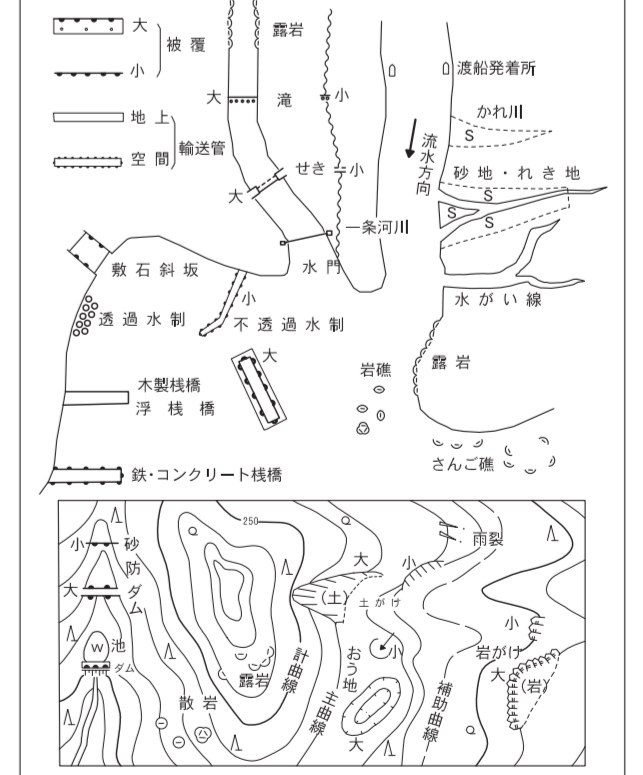 大
被覆
小
地上
輸送管
空間
露岩
大
滝
小
せき
小
大
一条河川
水門
渡船発着所
流水方向
かれ川
S
砂地・れき地
S
S
S
水がい線
敷石斜坂
透過水制
小
不透過水制
大
木製桟橋
浮桟橋
鉄・コンクリート桟橋
岩礁
露岩
さんご礁
250
小
砂防ダム
大
W
池
ダム
散岩
露岩
計曲線
主曲線
大
(土)
土がけ
小
おう地
小
大
補助曲線
雨裂
小
岩がけ
大
(岩)